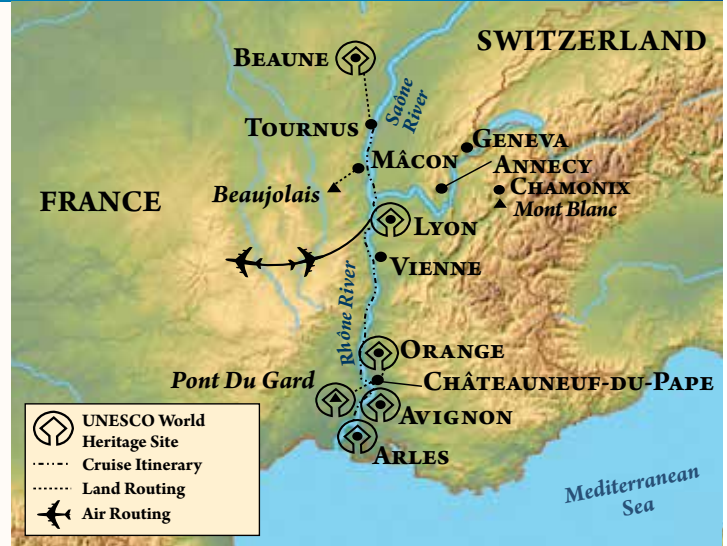 SWITZERLAND
BEAUNE
Saône
River
TOURNUS
GENEVA
MÂCON
ANNECY
CHAMONIX
Beaujolais
Mont Blanc
FRANCE
LYON
VIENNE
Rhône River
ORANGE
Pont Du Gard
CHÂTEAUNEUF-DU-PAPE
AVIGNON
ARLES
UNESCO World
Heritage Site
Cruise Itinerary
Land Routing
Air Routing
Mediterranean
Sea